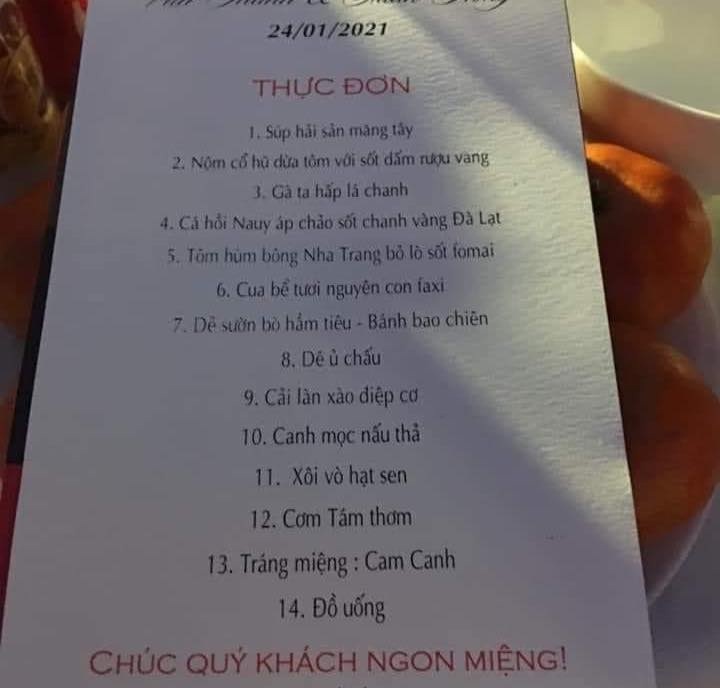 24/01/2021
THỰC ĐƠN
1. Súp hải sản măng tây
2. Nộm cổ hũ dừa tôm với sốt dấm rượu vang
3. Gà ta hấp lá chanh
4. Cá hồi Nauy áp chảo sốt chanh vàng Đà Lạt
5. Tôm hùm bông Nha Trang bỏ lò sốt fomai
6. Cua bể tươi nguyên con faxi
7. Dẻ sườn bò hầm tiêu - Bánh bao chiên
8. Dê ủ chấu
9. Cải làn xào điệp cơ
10. Canh mọc nấu thả
11. Xôi vò hạt sen
12. Cơm Tám thơm
13. Tráng miệng : Cam Canh
14. Đồ uống
CHÚC QUÝ KHÁCH NGON MIỆNG!